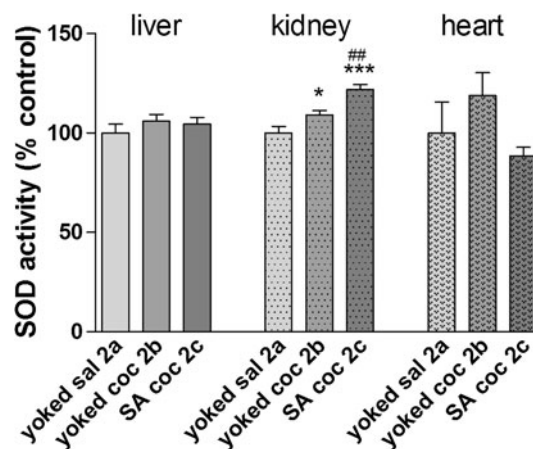 liver kidney heart
SOD activity (% control)
150
100
50
0
##
***
*
yoked sal 2a
yoked coc 2b
SA coc 2c
yoked sal 2a
yoked coc 2b
SA coc 2c
yoked sal 2a
yoked coc 2b
SA coc 2c